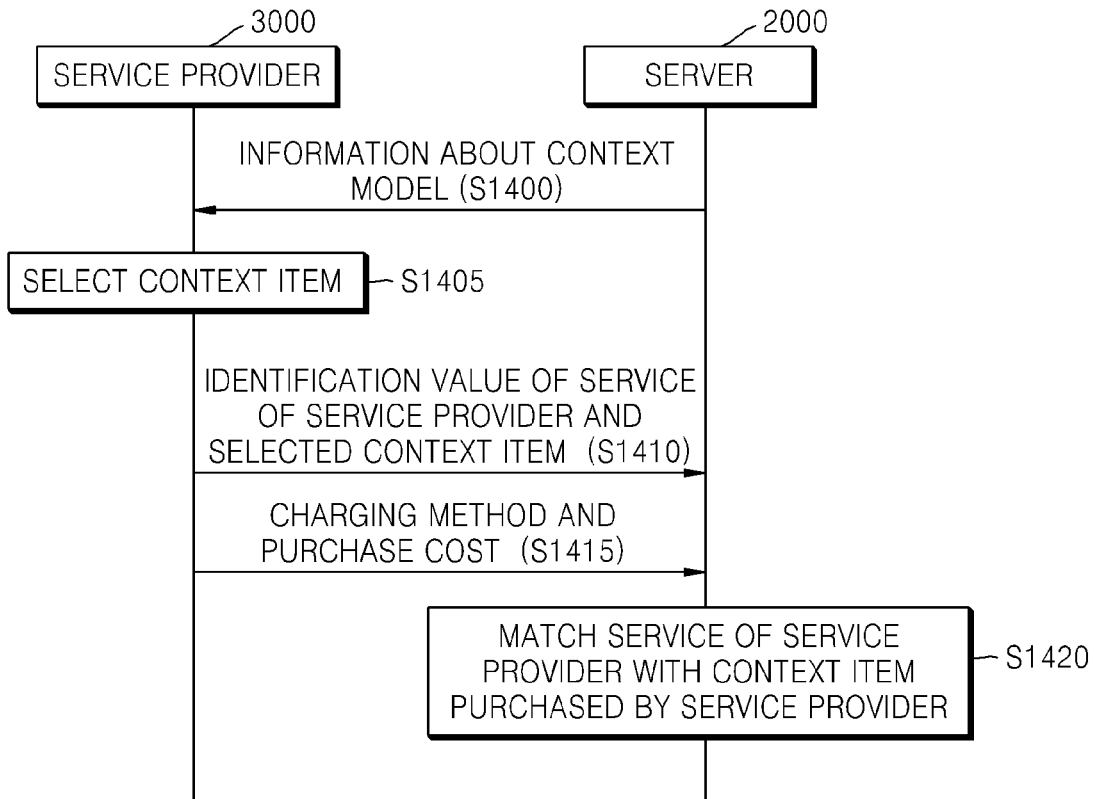 3000
2000
SERVICE PROVIDER
SERVER
INFORMATION ABOUT CONTEXT
MODEL (S1400)
SELECT CONTEXT ITEM
S1405
IDENTIFICATION VALUE OF SERVICE
OF SERVICE PROVIDER AND
SELECTED CONTEXT ITEM (S1410)
CHARGING METHOD AND
PURCHASE COST (S1415)
MATCH SERVICE OF SERVICE
PROVIDER WITH CONTEXT ITEM
PURCHASED BY SERVICE PROVIDER
S1420